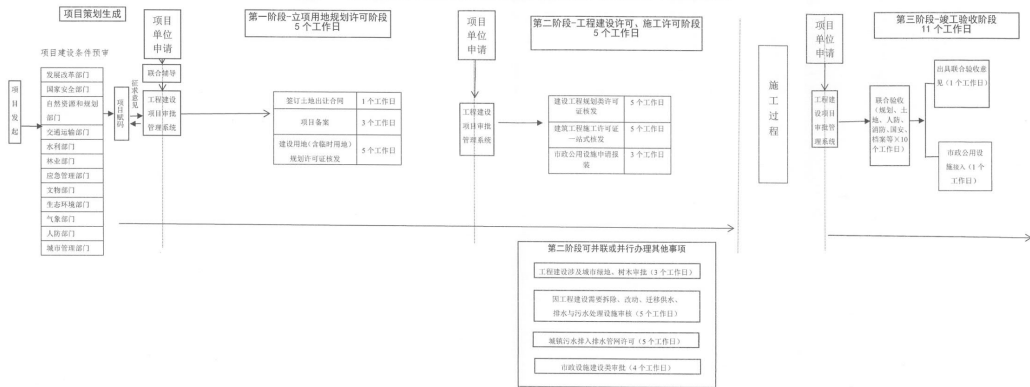 项目策划生成
项目建设条件预审
项目发起
发展改革部门
国家安全部门
自然资源和规划
部门
交通运输部门
水利部门
林业部门
应急管理部门
文物部门
生态环境部门
气象部门
人防部门
城市管理部门
项目赋码
征求意见
项目
单位
申请
联合辅导
工程建设
项目审批
管理系统
第一阶段-立项用地规划许可阶段
5个工作日
签订土地出让合同 1个工作日
项目备案 3个工作日
建设用地(含临时用地)
规划许可证核发 5个工作日
项目
单位
申请
工程建设
项目审批
管理系统
第二阶段-工程建设许可、施工许可阶段
5个工作日
建设工程规划类许可
证核发 5个工作日
建筑工程施工许可证
一站式核发 5个工作日
市政公用设施申请报
装 3个工作日
第二阶段可并联或并行办理其他事项
工程建设涉及城市绿地、树木审批(3个工作日)
因工程建设需要拆除、改动、迁移供水、
排水与污水处理设施审核(5个工作日)
城镇污水排入排水管网许可(5个工作日)
市政设施建设类审批(4个工作日)
施工过程
项目
单位
申请
工程建
设项目
审批管
理系统
第三阶段-竣工验收阶段
11个工作日
联合验收
(规划、土
地、人防、
消防、国安、
档案等×10
个工作日)
出具联合验收意
见(1个工作日)
市政公用设
施接入(1个
工作日)